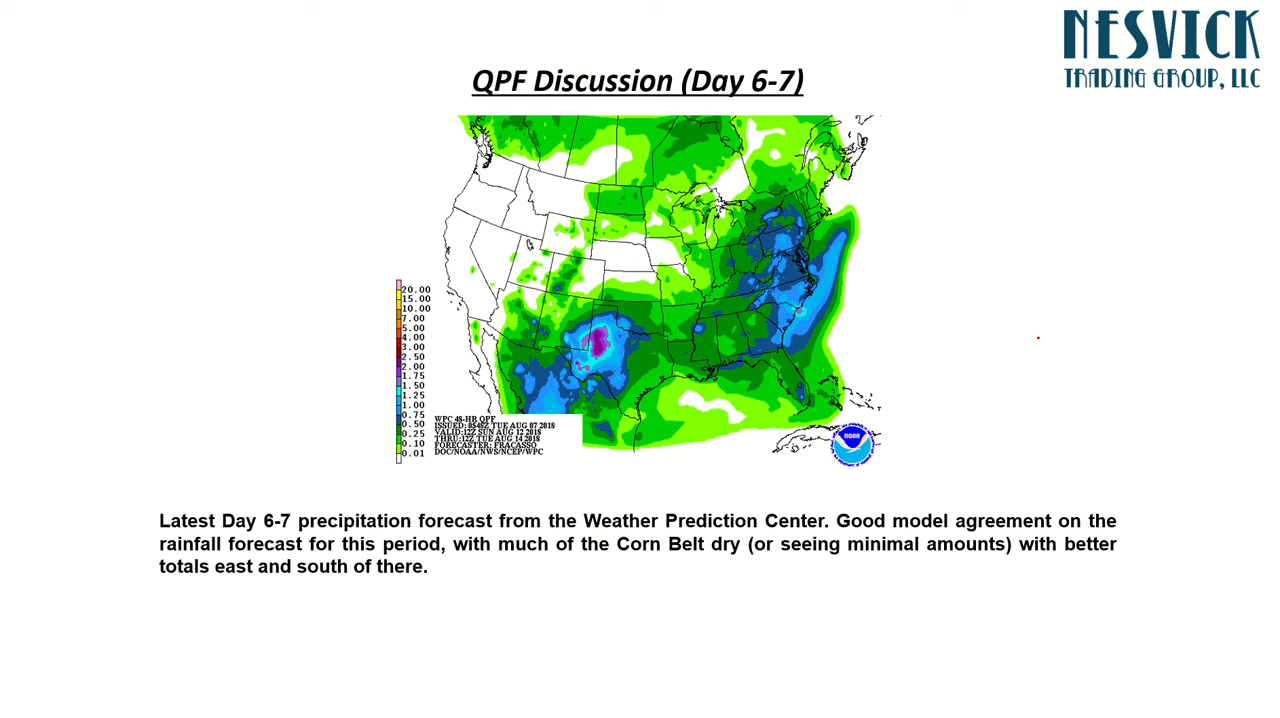 NESVICK
TRADING GROUP, LLC
QPF Discussion (Day 6-7)
20.00
15.00
10.00
7.00
5.00
4.00
3.00
2.50
2.00
1.75
1.50
1.25
1.00
0.75
0.50
0.25
0.10
0.01
WPC 48-HR QPF
ISSUED: 0848Z TUE AUG 07 2018
VALID: 12Z SUN AUG 12 2018
THRU: 12Z TUE AUG 14 2018
FORECASTER: FRACASSO
DOC/NOAA/NWS/NCEP/WPC
NOAA
Latest Day 6-7 precipitation forecast from the Weather Prediction Center. Good model agreement on the
rainfall forecast for this period, with much of the Corn Belt dry (or seeing minimal amounts) with better
totals east and south of there.